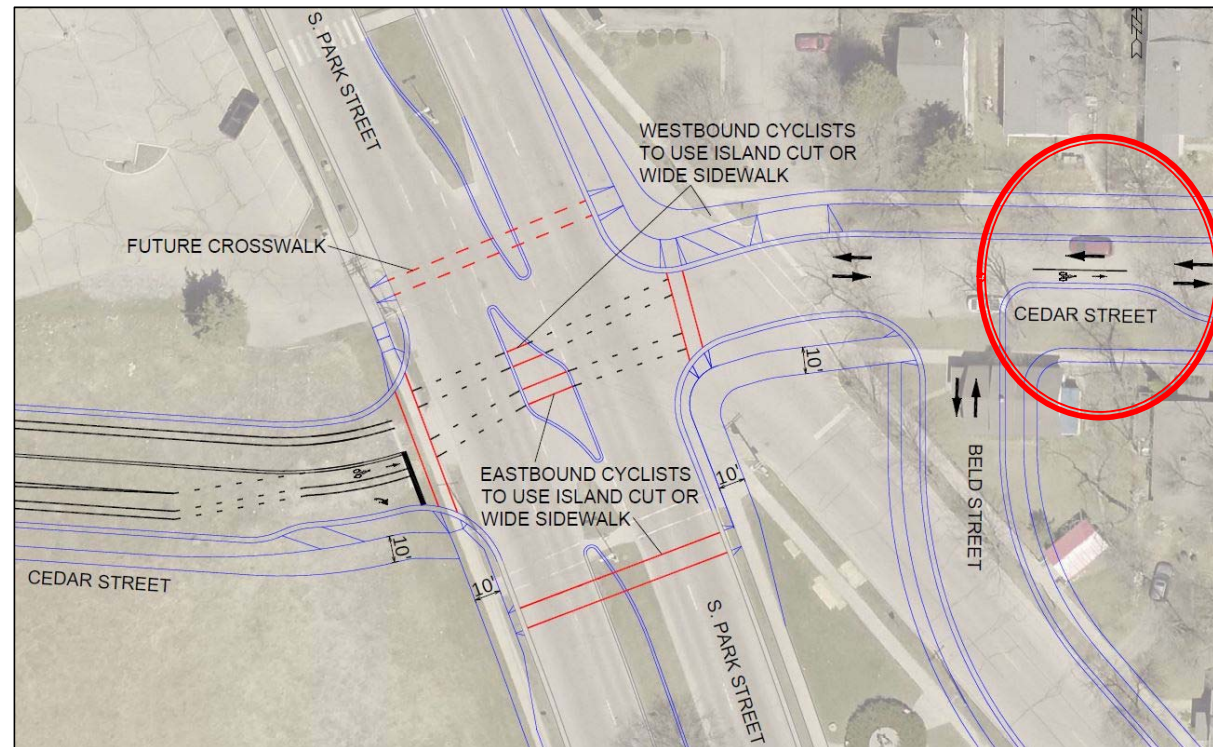 S. PARK STREET
WESTBOUND CYCLISTS
TO USE ISLAND CUT OR
WIDE SIDEWALK
FUTURE CROSSWALK
CEDAR STREET
10'
BELD STREET
EASTBOUND CYCLISTS
TO USE ISLAND CUT OR
WIDE SIDEWALK
10'
10'
CEDAR STREET
10'
S. PARK STREET